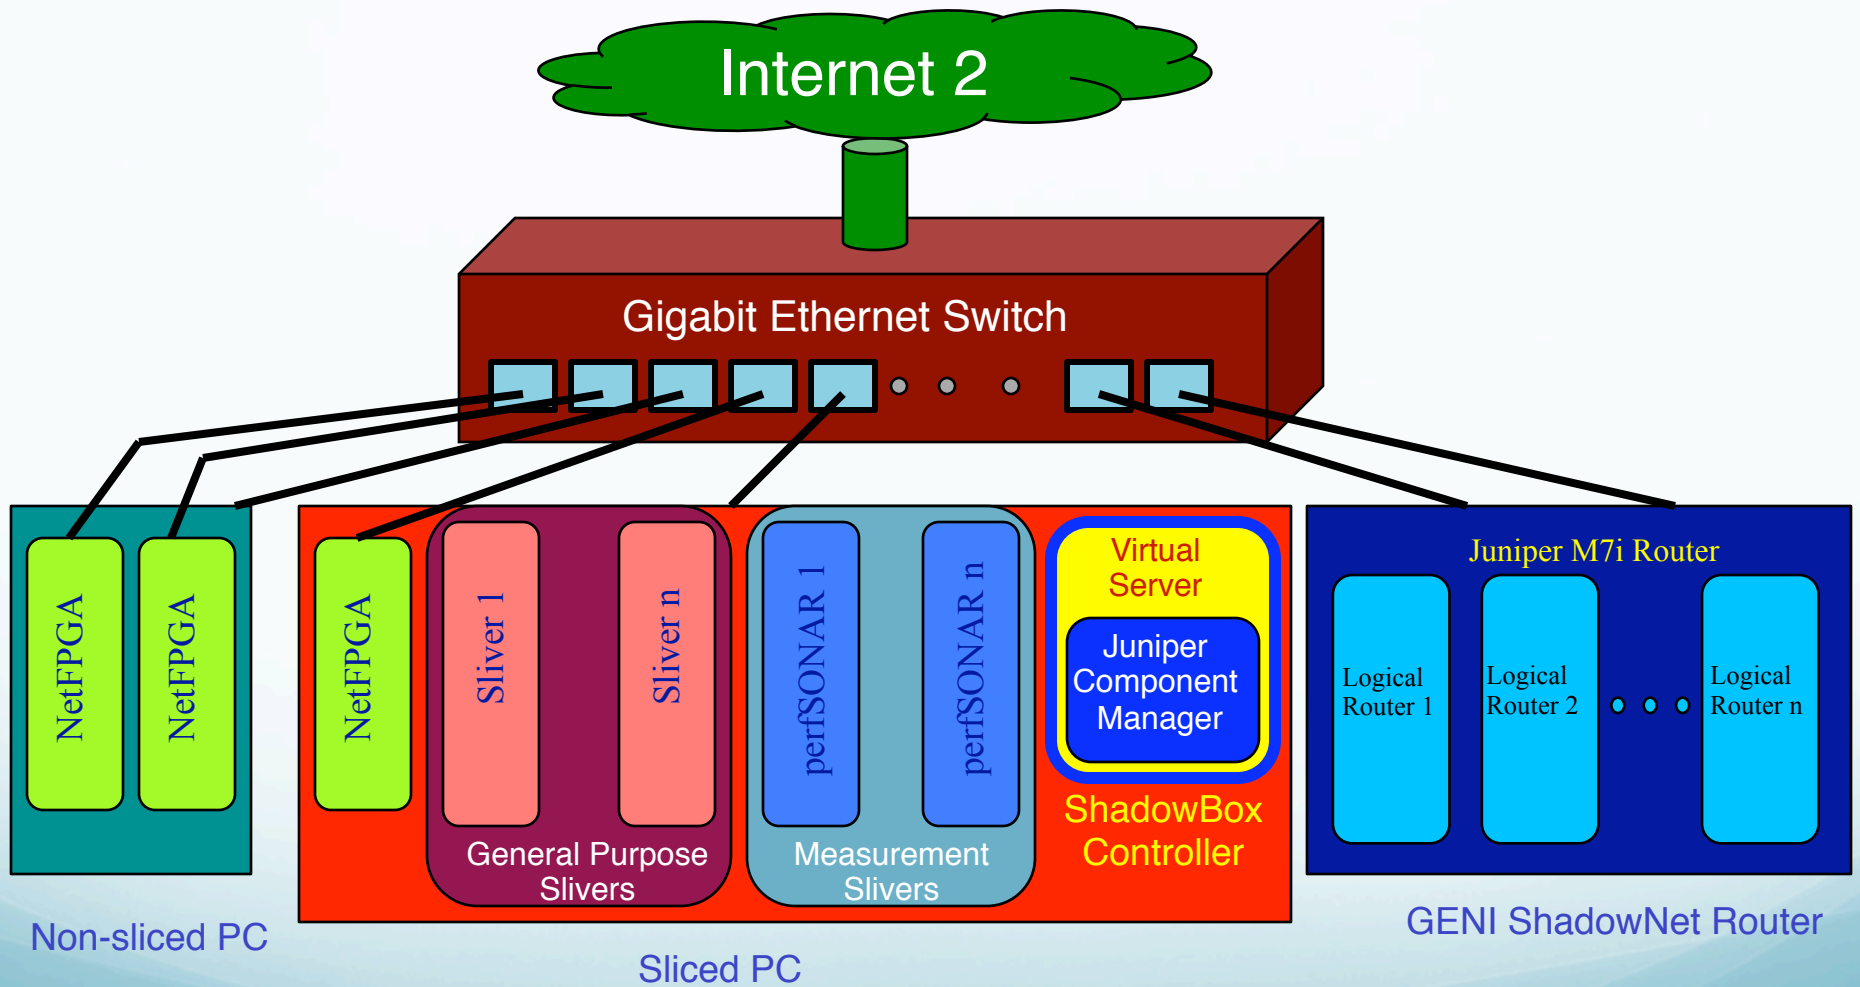 Internet 2
Gigabit Ethernet Switch
NetFPGA
NetFPGA
Non-sliced PC
NetFPGA
Sliver 1
Sliver n
General Purpose
Slivers
perfSONAR 1
perfSONAR n
Measurement
Slivers
Virtual
Server
Juniper
Component
Manager
ShadowBox
Controller
Sliced PC
Juniper M7i Router
Logical
Router 1
Logical
Router 2
Logical
Router n
GENI ShadowNet Router